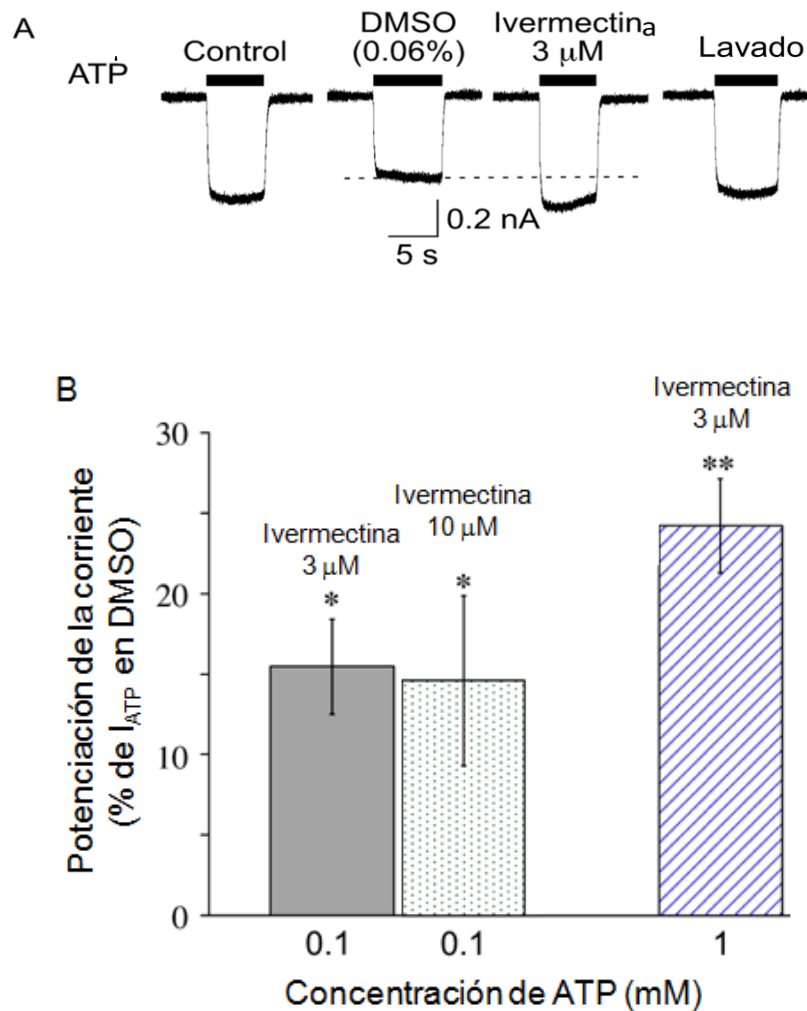 A
Control
DMSO
(0.06%)
Ivermectina
3 μM
Lavado
ATP
0.2 nA
5 s
B
Ivermectina
3 μM
**
Ivermectina
10 μM
*
Ivermectina
3 μM
*
Potenciación de la corriente
(% de IATP en DMSO)
30
20
10
0
0.1
0.1
1
Concentración de ATP (mM)